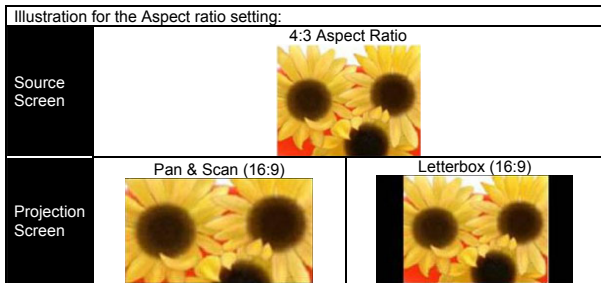 Illustration for the Aspect ratio setting:
4:3 Aspect Ratio
Source
Screen
Pan & Scan (16:9)
Letterbox (16:9)
Projection
Screen